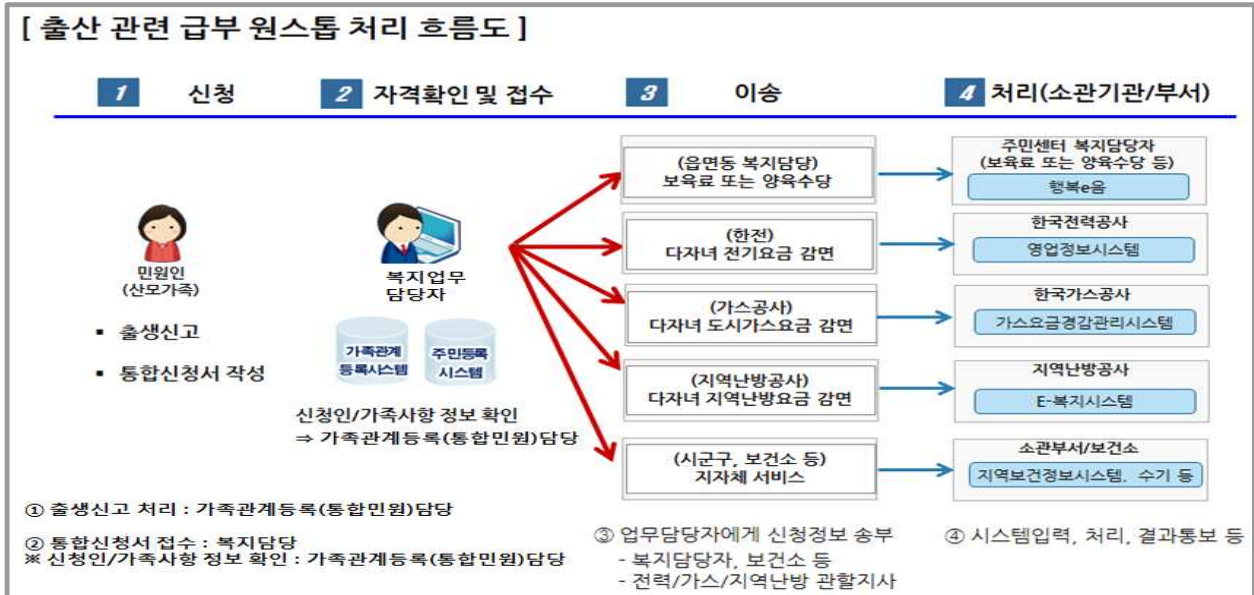 [ 출산 관련 급부 원스톱 처리 흐름도 ]
1 신청
2 자격확인 및 접수
3 이송
4 처리(소관기관/부서)
민원인
(산모가족)
▪ 출생신고
▪ 통합신청서 작성
복지업무
담당자
가족관계
등록시스템
주민등록
시스템
신청인/가족사항 정보 확인
⇒ 가족관계등록(통합민원)담당
(읍면동 복지담당)
보육료 또는 양육수당
(한전)
다자녀 전기요금 감면
(가스공사)
다자녀 도시가스요금 감면
(지역난방공사)
다자녀 지역난방요금 감면
(시군구, 보건소 등)
지자체 서비스
주민센터 복지담당자
(보육료 또는 양육수당 등)
행복e음
한국전력공사
영업정보시스템
한국가스공사
가스요금경감관리시스템
지역난방공사
E-복지시스템
소관부서/보건소
지역보건정보시스템, 수기 등
① 출생신고 처리 : 가족관계등록(통합민원)담당
② 통합신청서 접수 : 복지담당
※ 신청인/가족사항 정보 확인 : 가족관계등록(통합민원)담당
③ 업무담당자에게 신청정보 송부
- 복지담당자, 보건소 등
- 전력/가스/지역난방 관할지사
④ 시스템입력, 처리, 결과통보 등